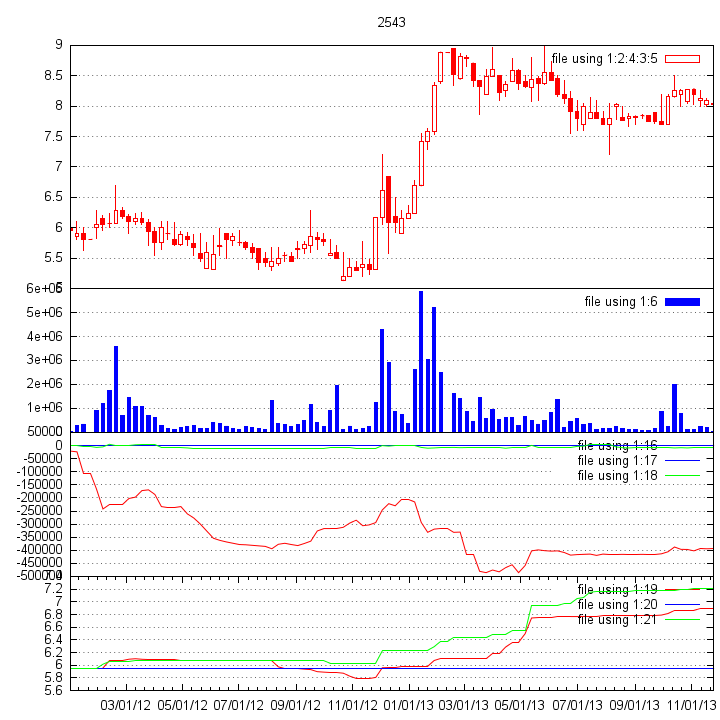 2543
9
file using 1:2:4:3:5
8.5
8
7.5
7
6.5
6
5.5
5
6e+06
file using 1:6
5e+06
4e+06
3e+06
2e+06
1e+06
0
50000
0
file using 1:16
-50000
file using 1:17
-100000
file using 1:18
-150000
-200000
-250000
-300000
-350000
-400000
-450000
-500000
7.4
7.2
file using 1:19
7
file using 1:20
6.8
file using 1:21
6.6
6.4
6.2
6
5.8
5.6
03/01/12 05/01/12 07/01/12 09/01/12 11/01/12 01/01/13 03/01/13 05/01/13 07/01/13 09/01/13 11/01/13